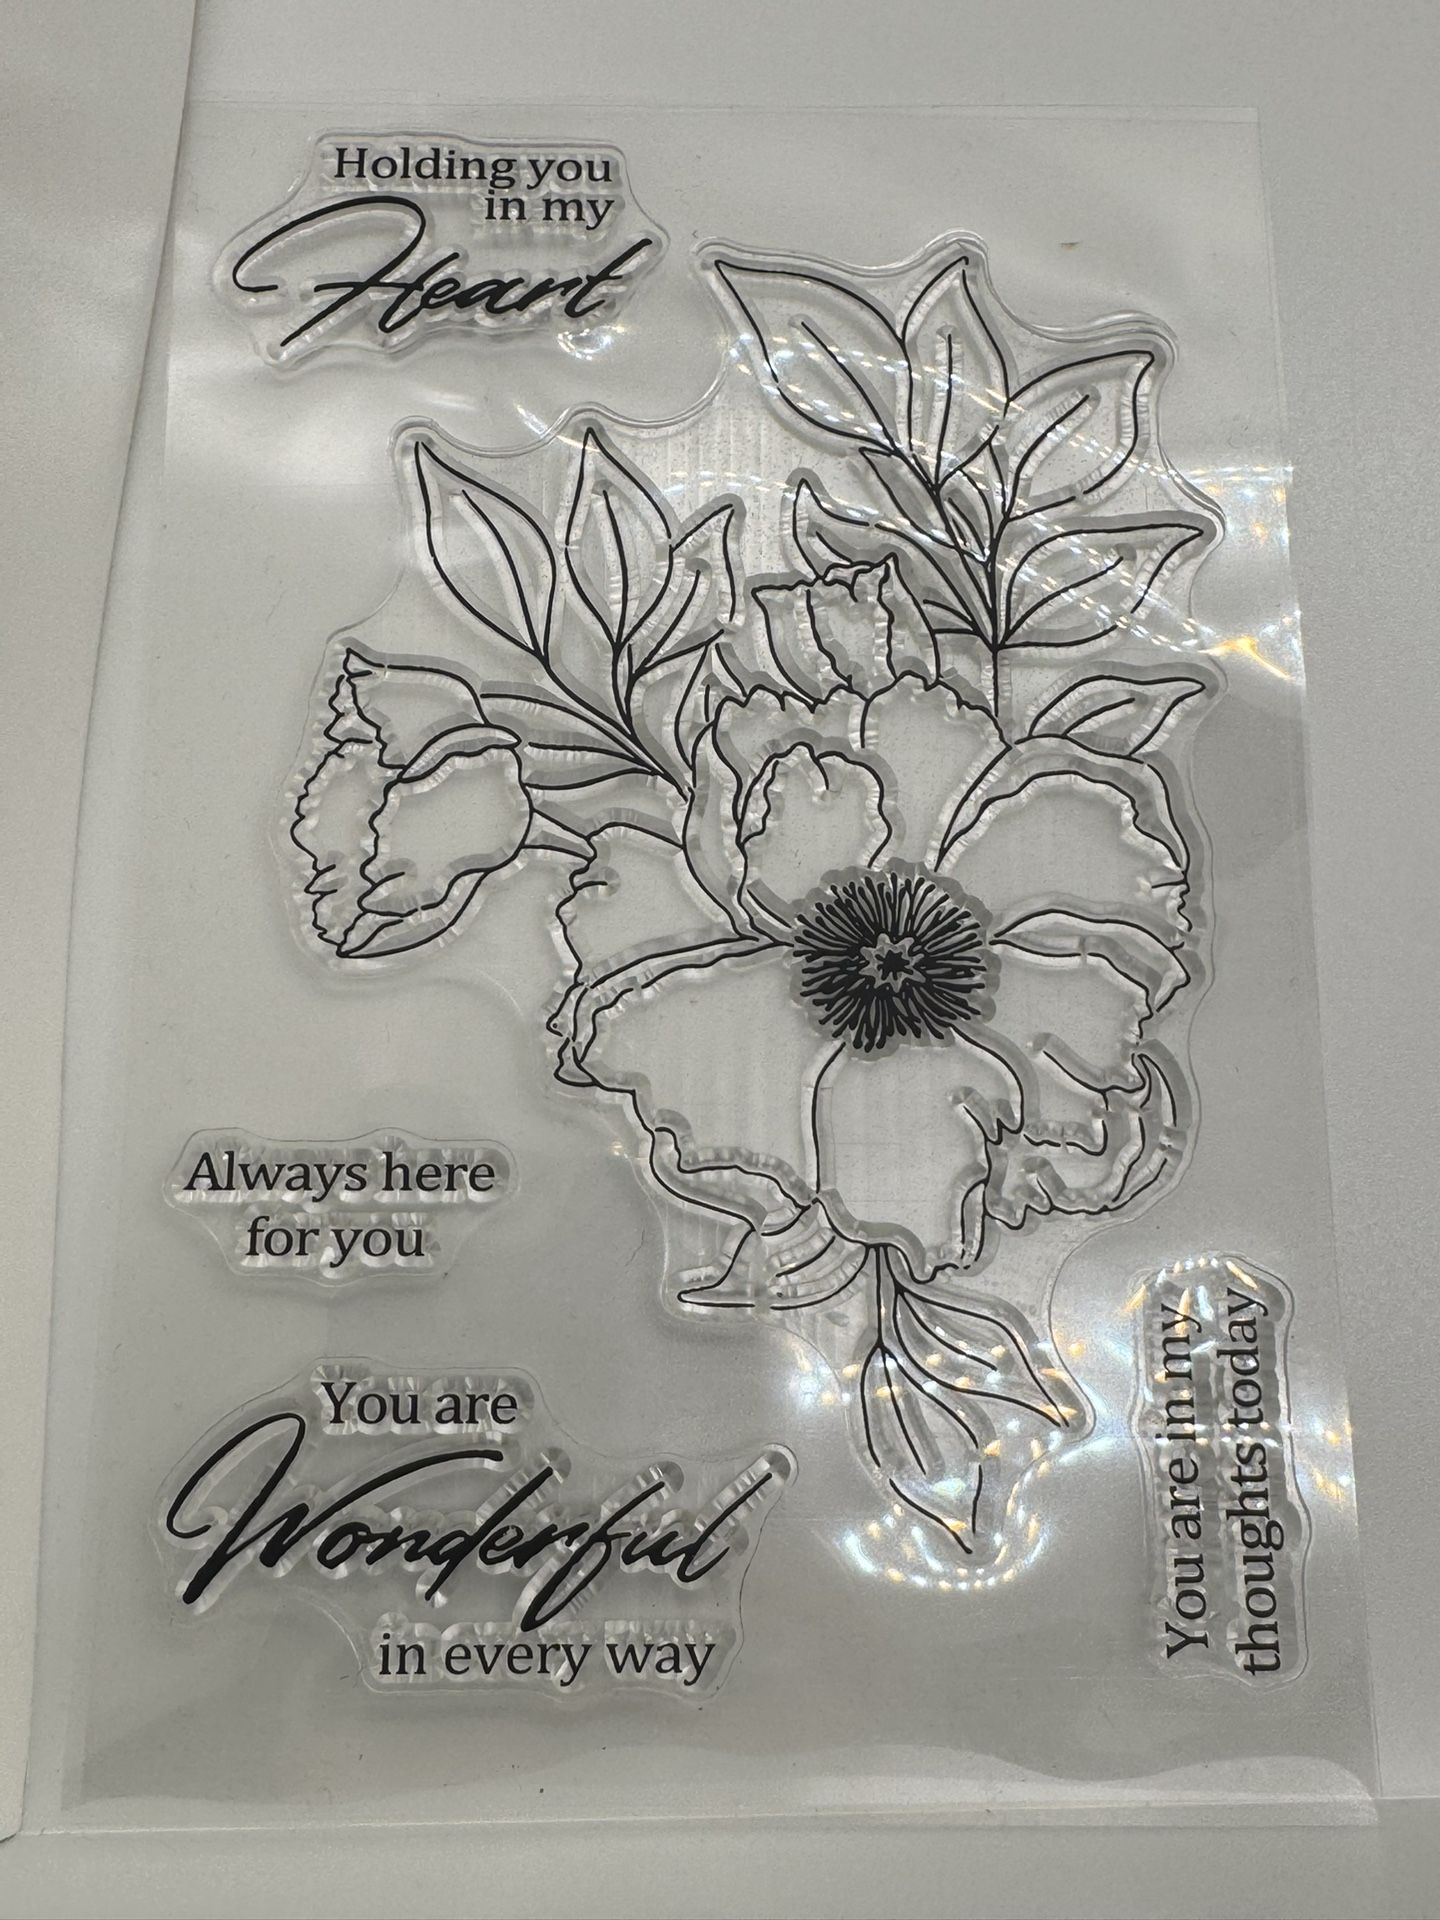 Holding you
in my
Heart
Always here
for you
You are
Wonderful
in every way
You are in my
thoughts today